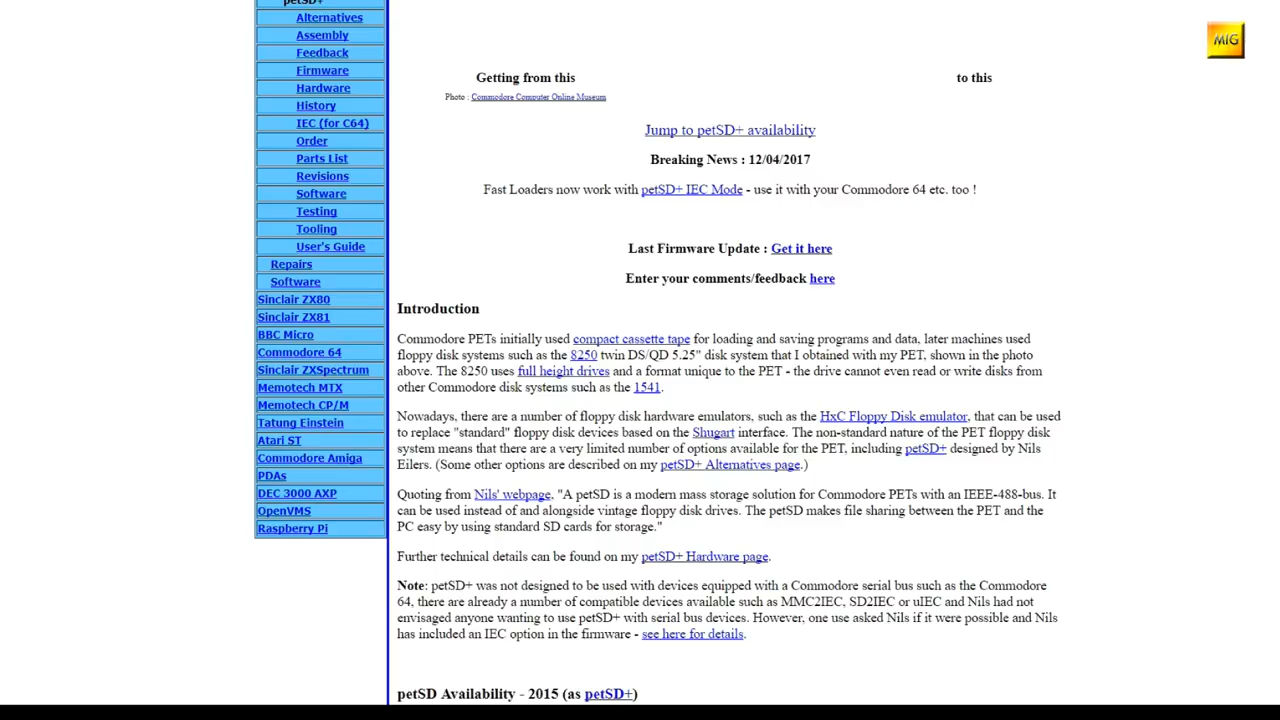 petSD+
Alternatives
Assembly
Feedback
Firmware
Hardware
History
IEC (for C64)
Order
Parts List
Revisions
Software
Testing
Tooling
User's Guide
Repairs
Software
Sinclair ZX80
Sinclair ZX81
BBC Micro
Commodore 64
Sinclair ZXSpectrum
Memotech MTX
Memotech CP/M
Tatung Einstein
Atari ST
Commodore Amiga
PDAs
DEC 3000 AXP
OpenVMS
Raspberry Pi
MIG
Getting from this to this
Photo : Commodore Computer Online Museum
Jump to petSD+ availability
Breaking News : 12/04/2017
Fast Loaders now work with petSD+ IEC Mode - use it with your Commodore 64 etc. too !
Last Firmware Update : Get it here
Enter your comments/feedback here
Introduction
Commodore PETs initially used compact cassette tape for loading and saving programs and data, later machines used
floppy disk systems such as the 8250 twin DS/QD 5.25" disk system that I obtained with my PET, shown in the photo
above. The 8250 uses full height drives and a format unique to the PET - the drive cannot even read or write disks from
other Commodore disk systems such as the 1541.
Nowadays, there are a number of floppy disk hardware emulators, such as the HxC Floppy Disk emulator, that can be used
to replace "standard" floppy disk devices based on the Shugart interface. The non-standard nature of the PET floppy disk
system means that there are a very limited number of options available for the PET, including petSD+ designed by Nils
Eilers. (Some other options are described on my petSD+ Alternatives page.)
Quoting from Nils' webpage, "A petSD is a modern mass storage solution for Commodore PETs with an IEEE-488-bus. It
can be used instead of and alongside vintage floppy disk drives. The petSD makes file sharing between the PET and the
PC easy by using standard SD cards for storage."
Further technical details can be found on my petSD+ Hardware page.
Note: petSD+ was not designed to be used with devices equipped with a Commodore serial bus such as the Commodore
64, there are already a number of compatible devices available such as MMC2IEC, SD2IEC or uIEC and Nils had not
envisaged anyone wanting to use petSD+ with serial bus devices. However, one use asked Nils if it were possible and Nils
has included an IEC option in the firmware - see here for details.
petSD Availability - 2015 (as petSD+)